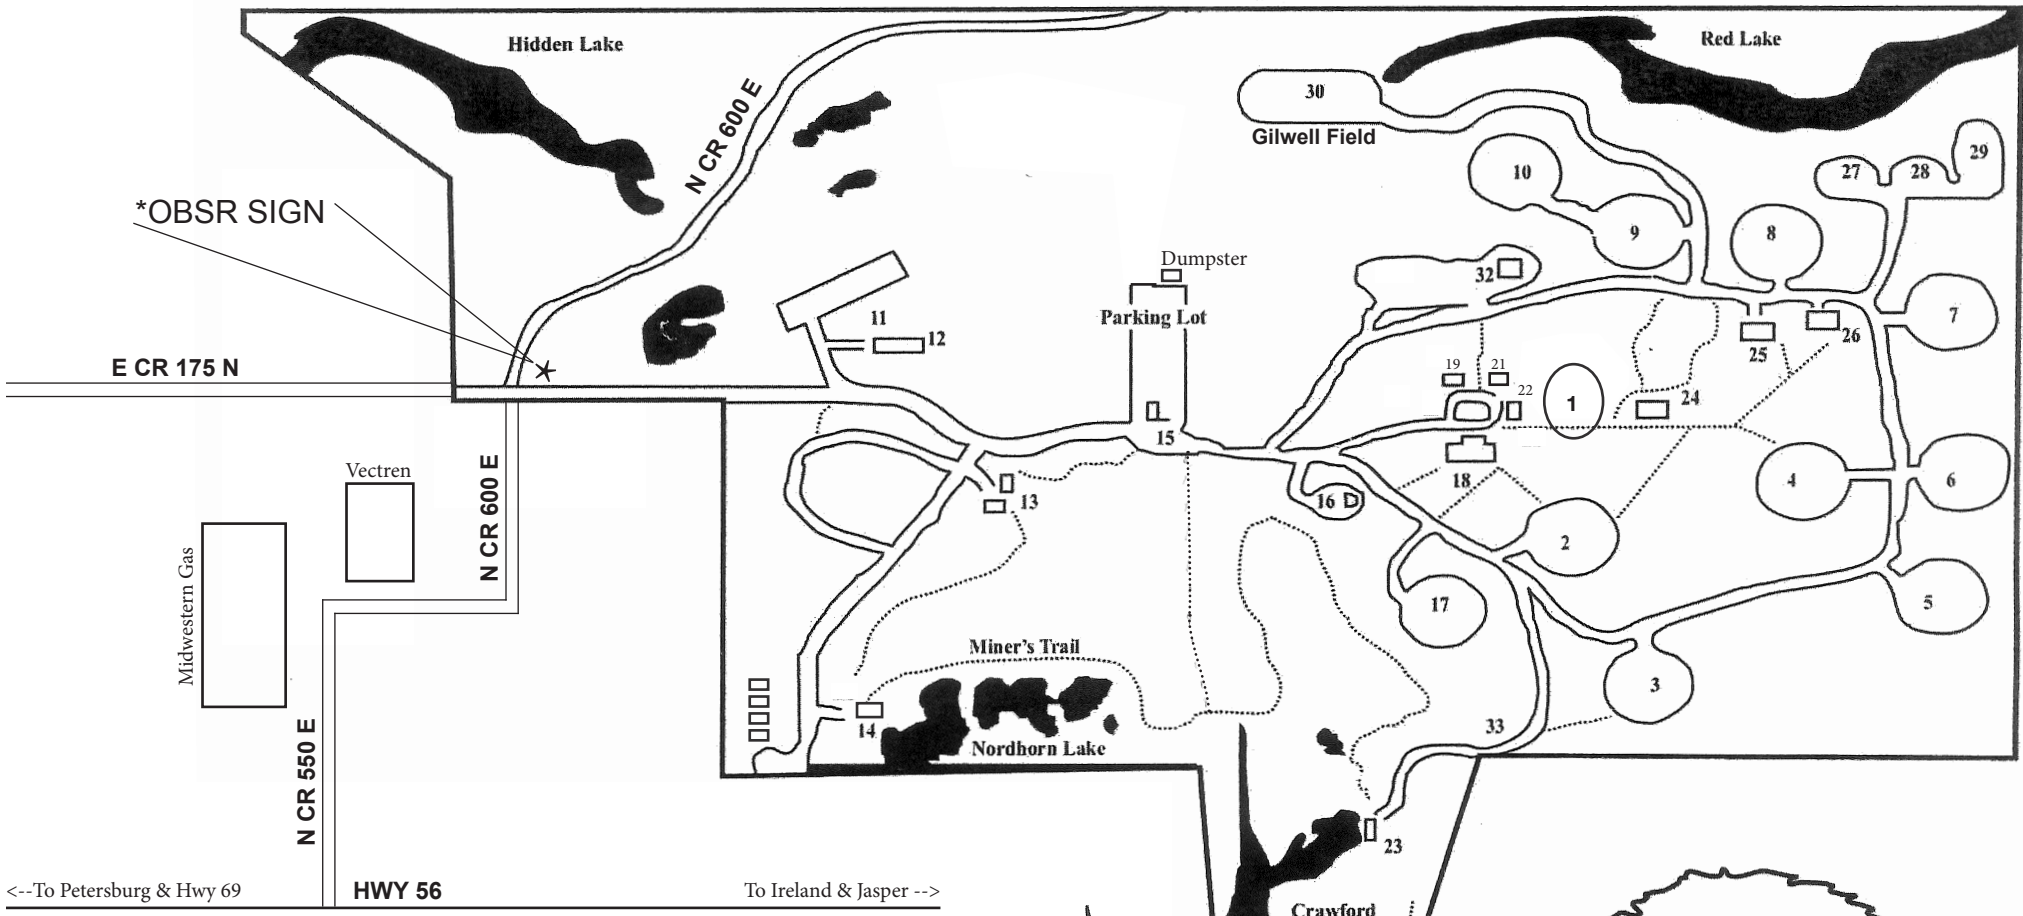 Hidden Lake
Red Lake
N CR 600 E
30
Gilwell Field
10
27
28
29
*OBSR SIGN
9
8
Dumpster
32
Parking Lot
11
12
7
25
26
E CR 175 N
19
21
22
1
24
15
Vectren
N CR 600 E
13
16
18
4
6
2
Midwestern Gas
17
5
Miner's Trail
3
14
33
Nordhorn Lake
N CR 550 E
23
<--To Petersburg & Hwy 69
HWY 56
To Ireland & Jasper -->
Crawford